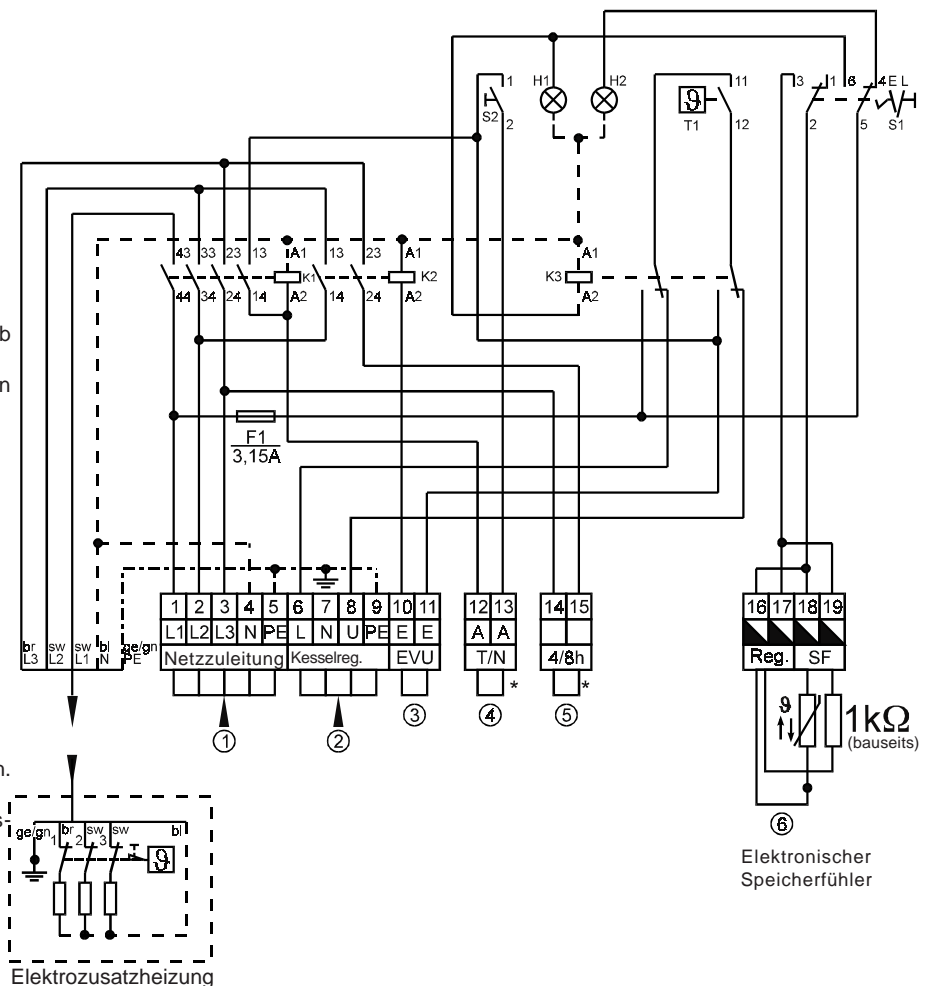 1 H1 H2 11 3 1 6 4 E L
S2 ϑ T1 S1
2 12 2 5
43 33 23 13 A1 13 23 A1 A1
K1 K2 K3
44 34 24 14 A2 14 24 A2 A2
b
n
F1
3,15A
1 2 3 4 5 6 7 8 9 10 11 12 13 14 15 16 17 18 19
L1 L2 L3 N PE L N U PE E E A A
br sw sw bl ge/gn
L3 L2 L1 N PE
Netzzuleitung Kesselreg. EVU T/N 4/8h Reg. SF
* *
① ② ③ ④ ⑤
ϑ 1kΩ
(bauseits)
n.
s-
ge/gn 1 br 2 sw 3 sw bl
ϑ
⑥
Elektronischer
Speicherfühler
Elektrozusatzheizung